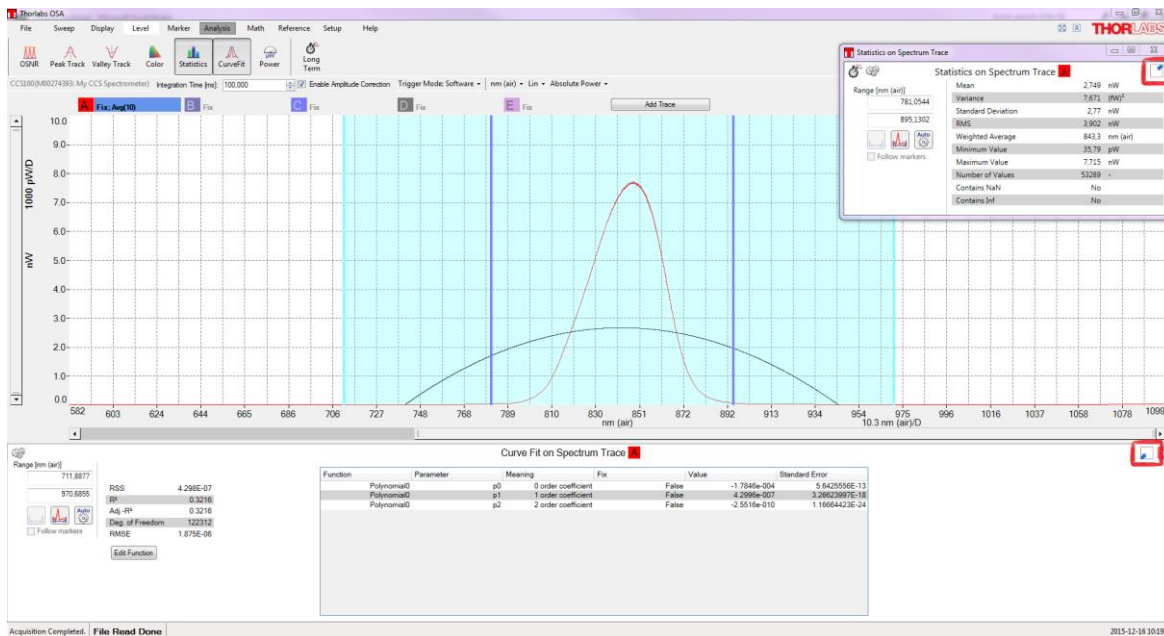 Thorlabs OSA
File Sweep Display Level Marker Analysis Math Reference Setup Help
THORLABS
OSNR Peak Track Valley Track Color Statistics CurveFit Power Long Term
CCS100(M00274393: My CCS Spectrometer) Integration Time [ms]: 100.000 Enable Amplitude Correction Trigger Mode: Software nm (air) Lin Absolute Power
A Fix; Avg(10) B Fix C Fix D Fix E Fix Add Trace
Statistics on Spectrum Trace
Statistics on Spectrum Trace A
Range [nm (air)]
781,0544
895,1302
Auto
Follow markers
Mean 2,749 nW
Variance 7,671 (fW)²
Standard Deviation 2,77 nW
RMS 3,902 nW
Weighted Average 843,3 nm (air)
Minimum Value 35,79 pW
Maximum Value 7,715 nW
Number of Values 53289 -
Contains NaN No
Contains Inf No
10.0
9.0
8.0
7.0
6.0
5.0
4.0
3.0
2.0
1.0
0.0
1000 pW/D
nW
582 603 624 644 665 686 706 727 748 768 789 810 830 851 872 892 913 934 954 975 996 1016 1037 1058 1078 1099
nm (air) 10.3 nm (air)/D
Curve Fit on Spectrum Trace A
Range [nm (air)]
711,8877
970,6855
Auto
Follow markers
RSS 4.298E-07
R² 0.3216
Adj.-R² 0.3216
Deg. of Freedom 122312
RMSE 1.875E-06
Edit Function
Function Parameter Meaning Fix Value Standard Error
Polynomial0 p0 0 order coefficient False -1.7846e-004 5.6425556E-13
Polynomial0 p1 1 order coefficient False 4.2996e-007 3.26623997E-18
Polynomial0 p2 2 order coefficient False -2.5516e-010 1.16664423E-24
Acquisition Completed. File Read Done 2015-12-16 10:19